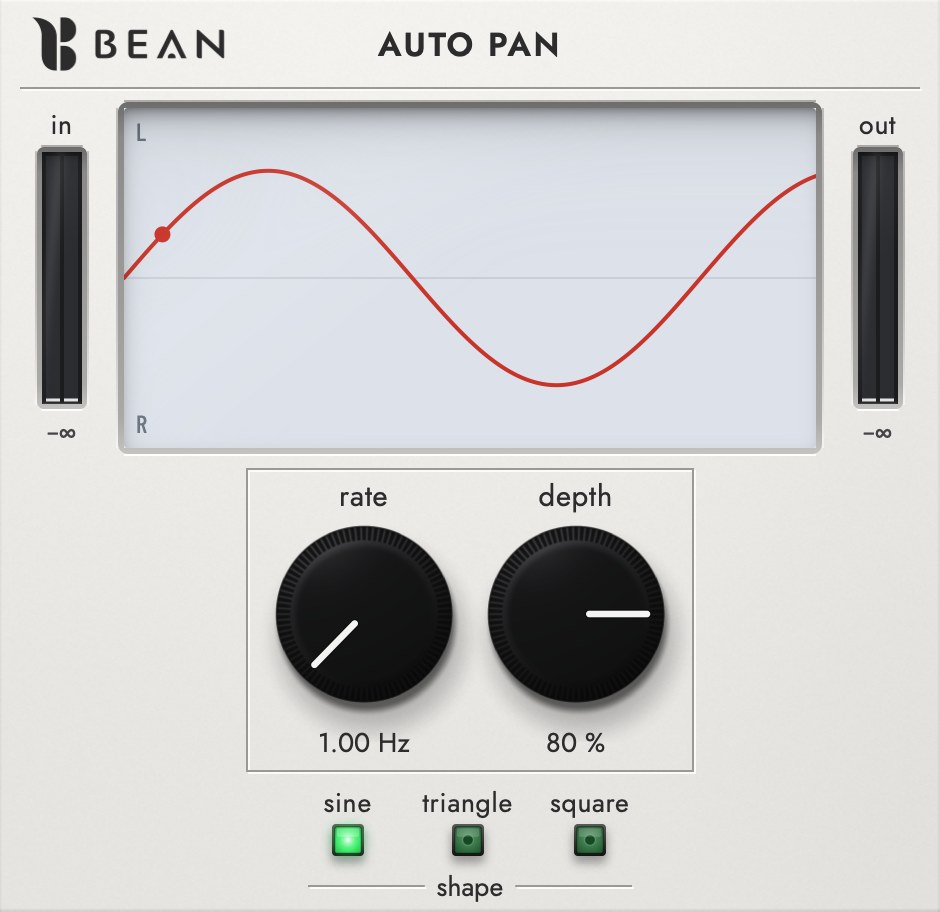 BEAN
AUTO PAN
in
out
L
R
-∞
-∞
rate
depth
1.00 Hz
80 %
sine
triangle
square
shape